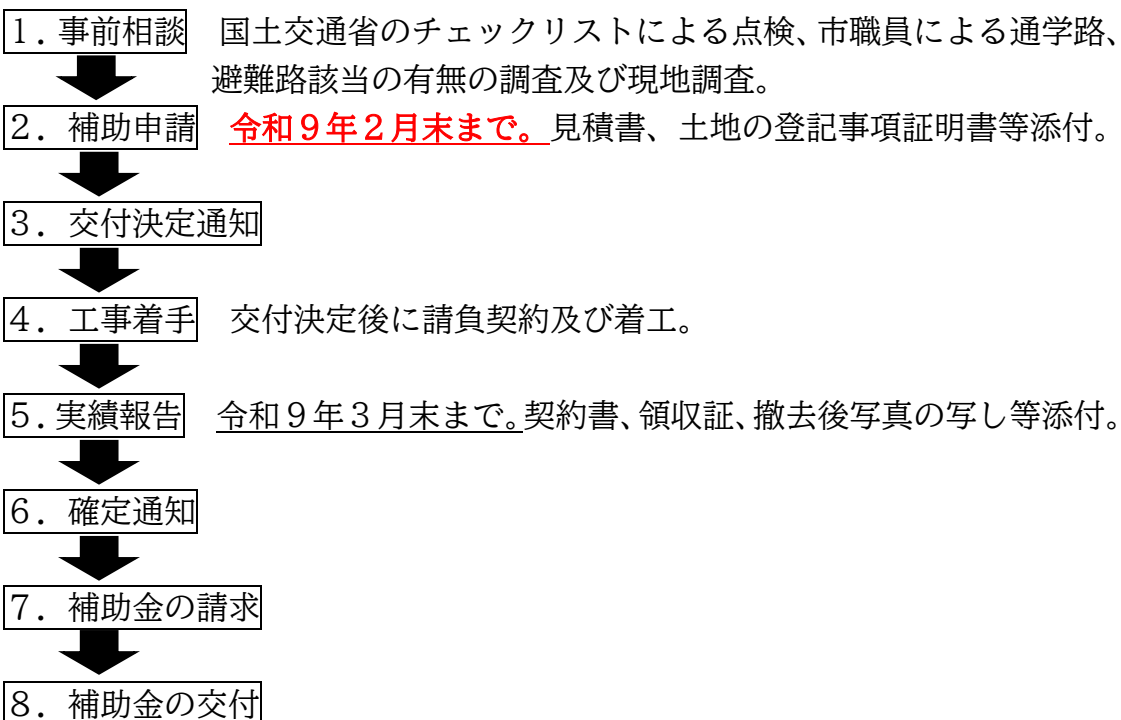 １．事前相談　国土交通省のチェックリストによる点検、市職員による通学路、
避難路該当の有無の調査及び現地調査。
２．補助申請　令和９年２月末まで。見積書、土地の登記事項証明書等添付。
３．交付決定通知
４．工事着手　交付決定後に請負契約及び着工。
５．実績報告　令和９年３月末まで。契約書、領収証、撤去後写真の写し等添付。
６．確定通知
７．補助金の請求
８．補助金の交付